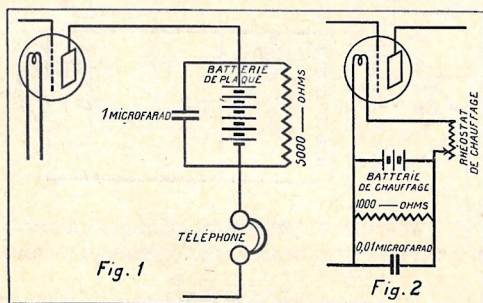 BATTERIE
DE PLAQUE
1 MICROFARAD
5000 — OHMS
TÉLÉPHONE
Fig. 1
RHÉOSTAT
DE CHAUFFAGE
BATTERIE
DE CHAUFFAGE
1000 — OHMS
0,01 MICROFARAD
Fig. 2